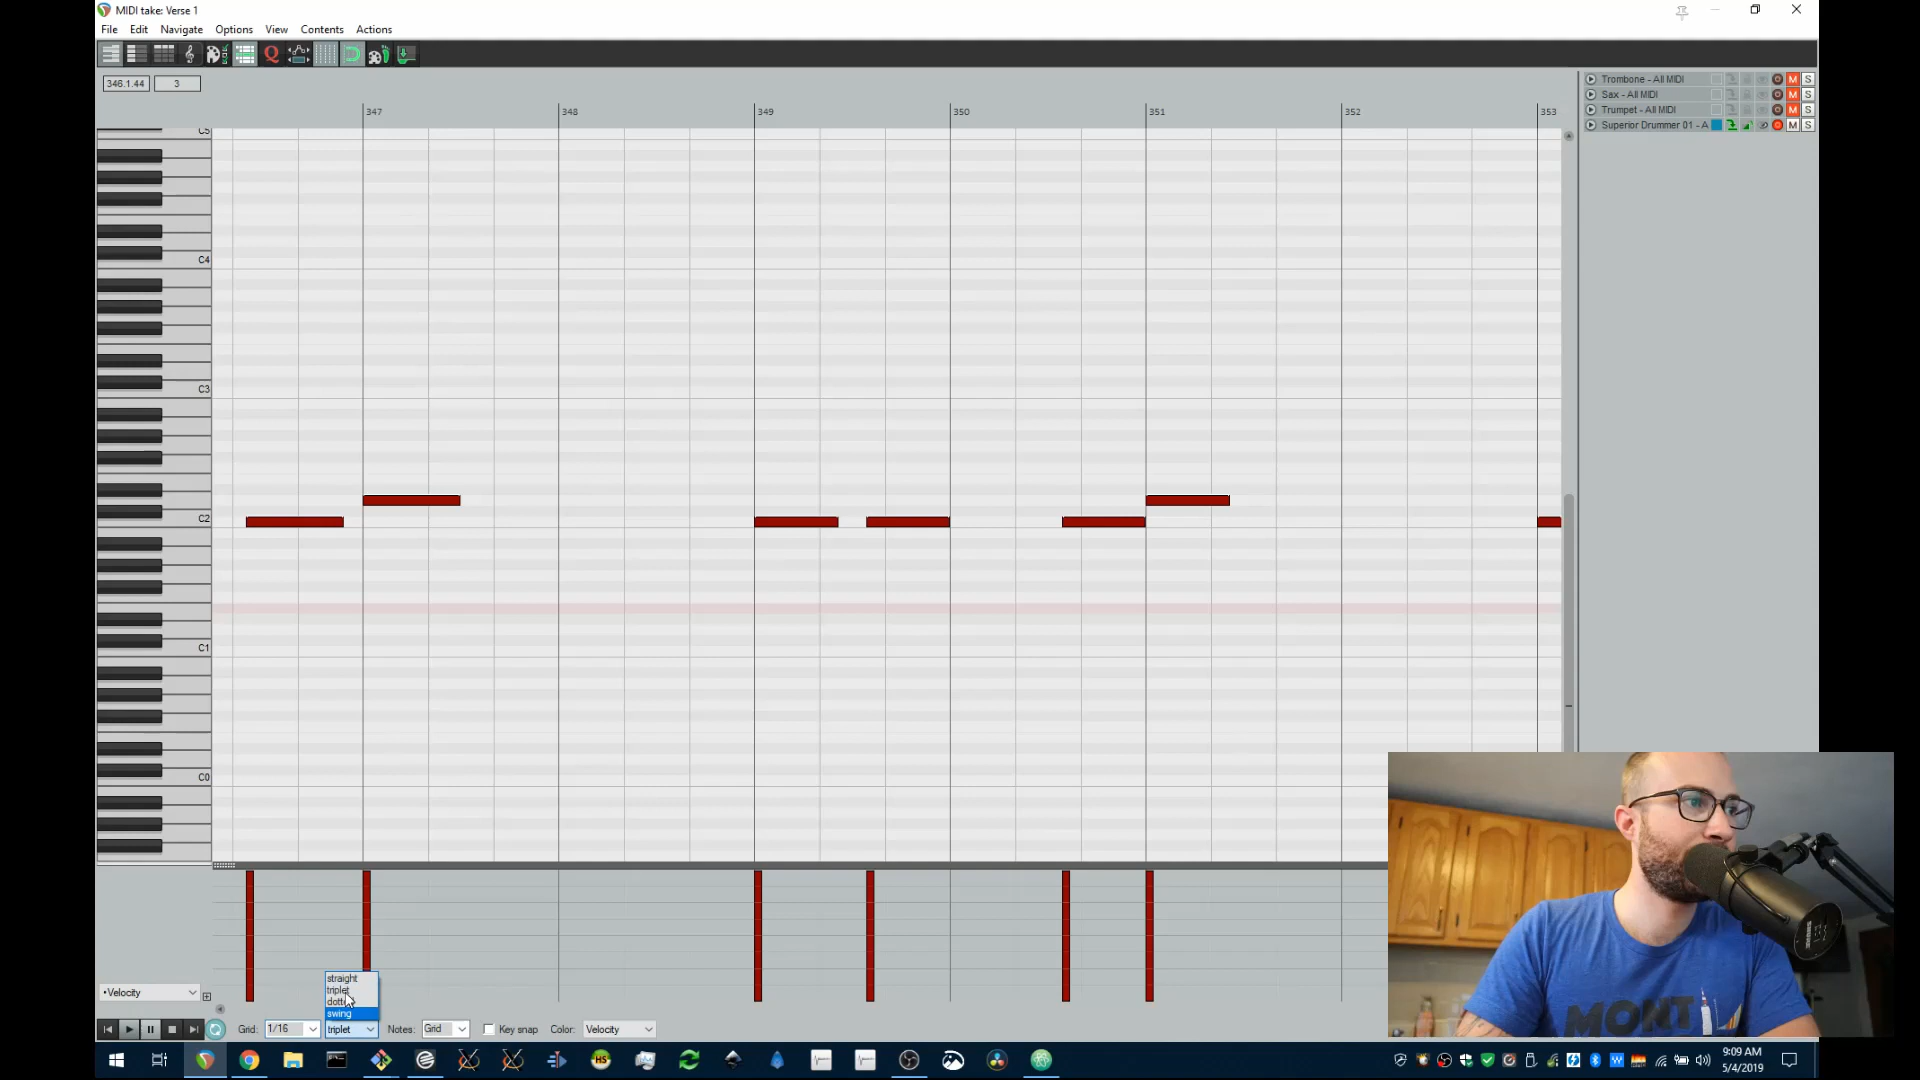 MIDI take: Verse 1
File Edit Navigate Options View Contents Actions
346.1.44 3
347 348 349 350 351 352 353
Trombone - All MIDI M S
Sax - All MIDI M S
Trumpet - All MIDI M S
Superior Drummer 01 - A M S
C5
C4
C3
C2
C1
C0
straight
triplet
swing
•Velocity
Grid: 1/16 triplet Notes: Grid Key snap Color: Velocity
MONT
HS
9:09 AM
5/4/2019